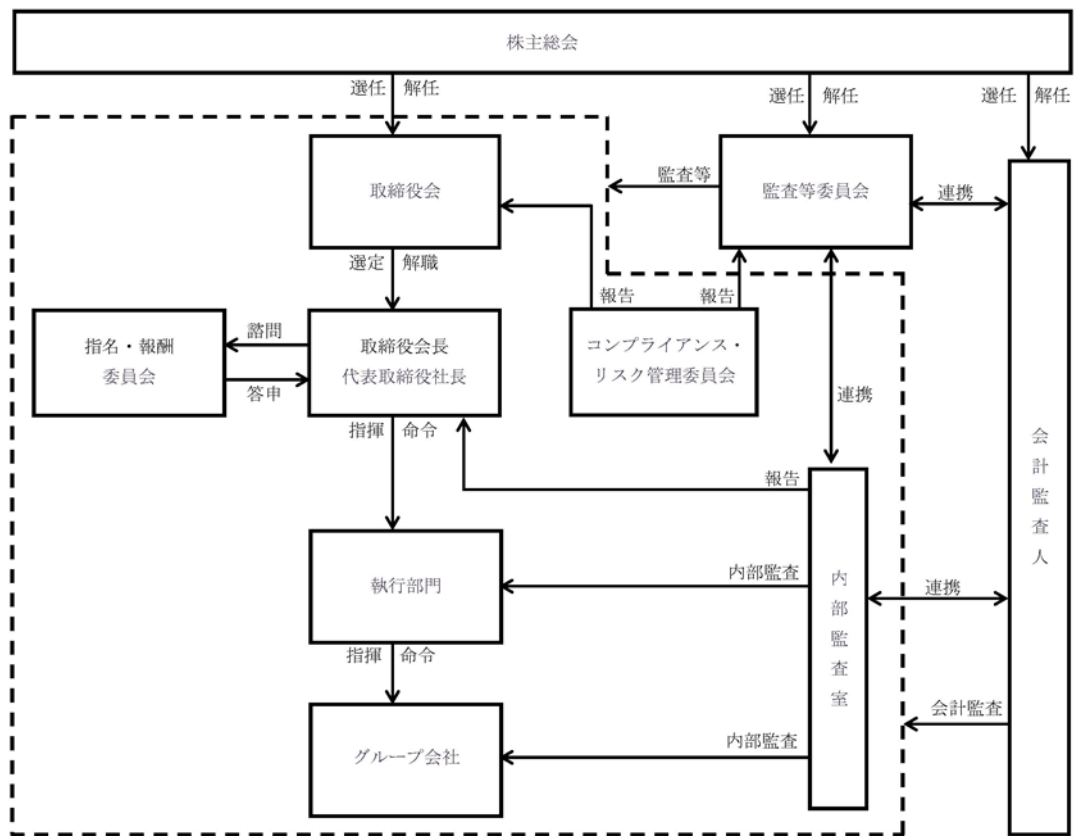 株主総会
選任 解任
選任 解任
選任 解任
取締役会
監査等
監査等委員会
連携
選定 解職
報告
報告
指名・報酬
委員会
諮問
答申
取締役会長
代表取締役社長
コンプライアンス・
リスク管理委員会
連携
指揮 命令
報告
会計監査人
執行部門
内部監査
内部監査室
連携
指揮 命令
会計監査
グループ会社
内部監査